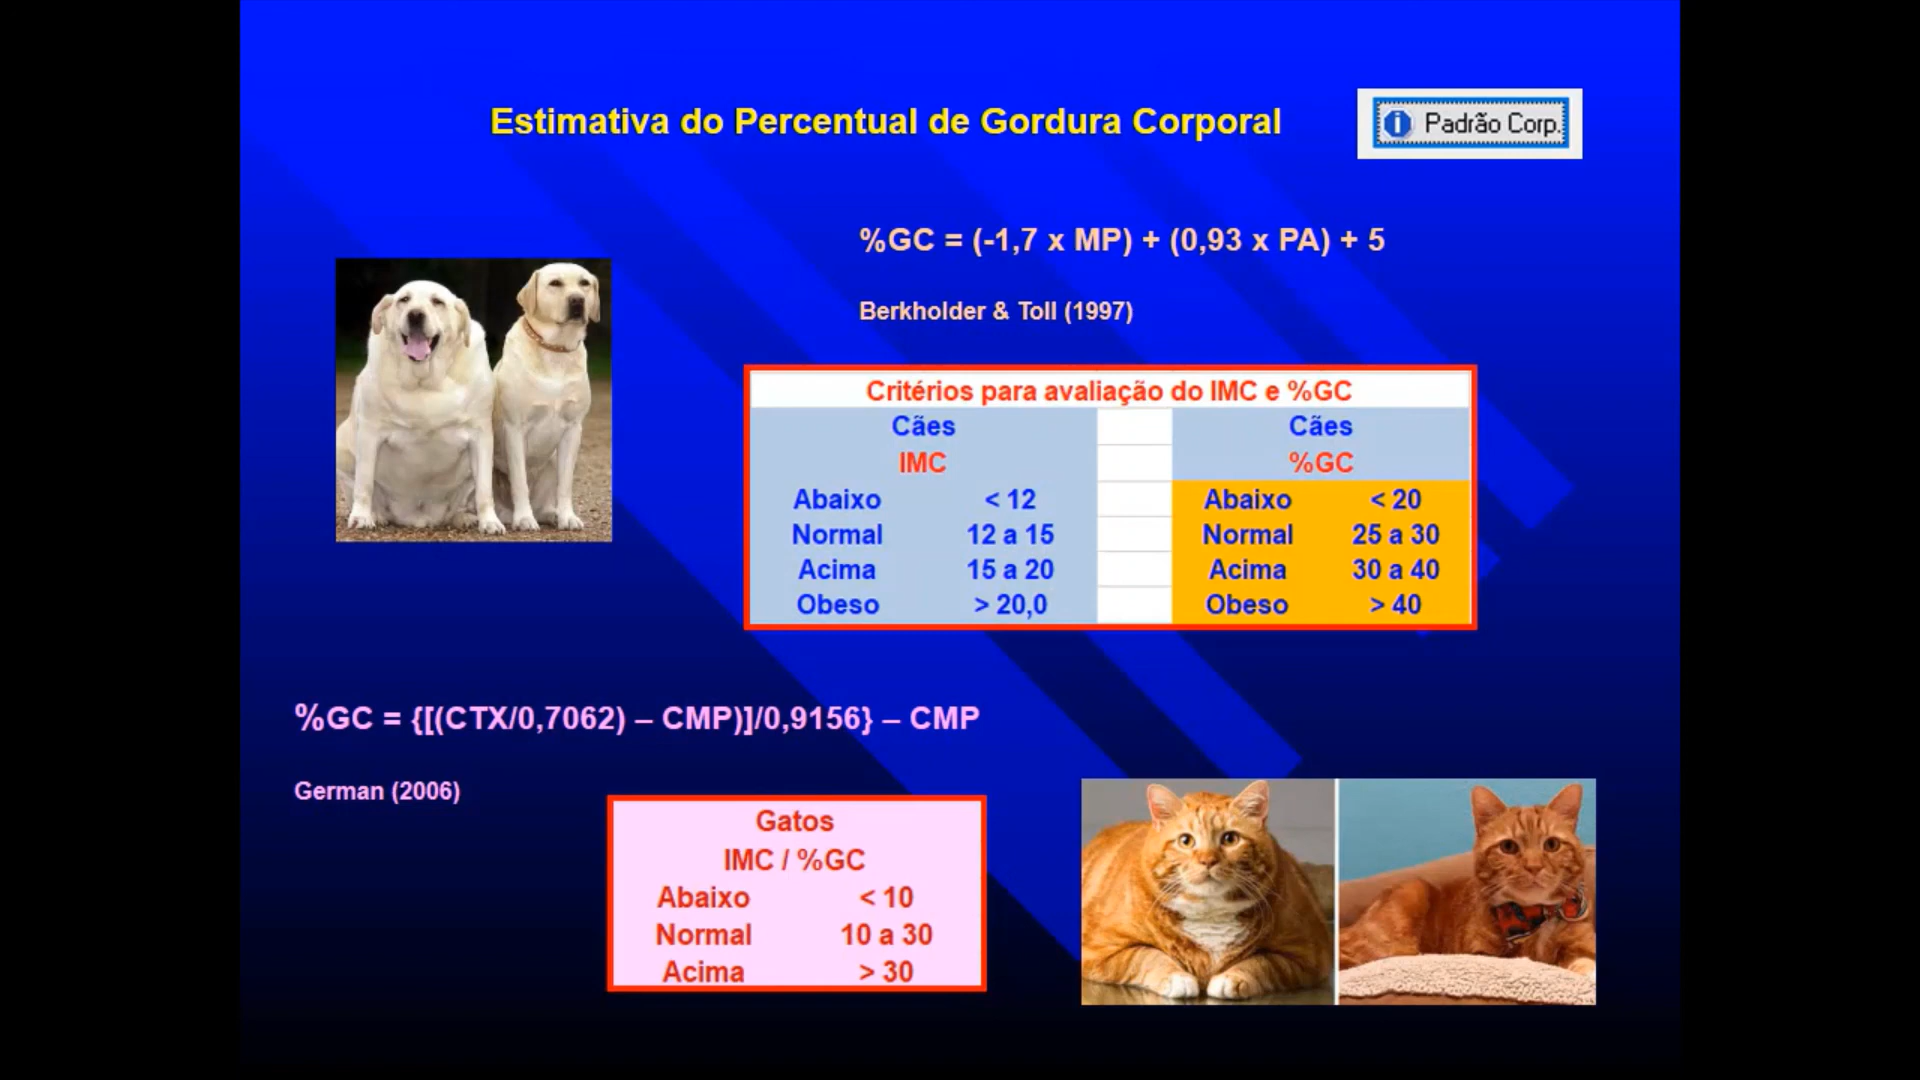 Estimativa do Percentual de Gordura Corporal
Padrão Corp.
%GC = (-1,7 x MP) + (0,93 x PA) + 5
Berkholder & Toll (1997)
Critérios para avaliação do IMC e %GC
Cães Cães
IMC %GC
Abaixo < 12 Abaixo < 20
Normal 12 a 15 Normal 25 a 30
Acima 15 a 20 Acima 30 a 40
Obeso > 20,0 Obeso > 40
%GC = {[(CTX/0,7062) – CMP)]/0,9156} – CMP
German (2006)
Gatos
IMC / %GC
Abaixo < 10
Normal 10 a 30
Acima > 30